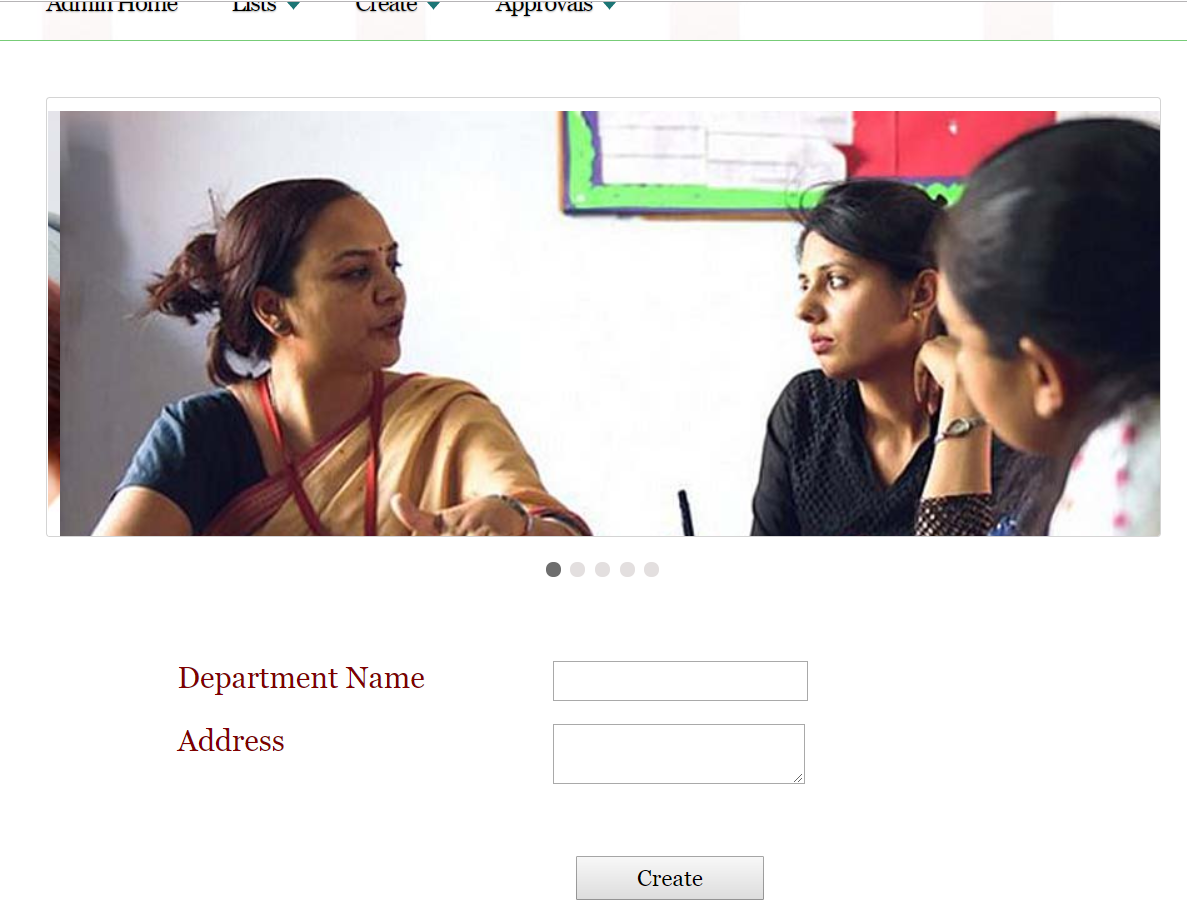 Admin Home Lists Create Approvals
Department Name
Address
Create